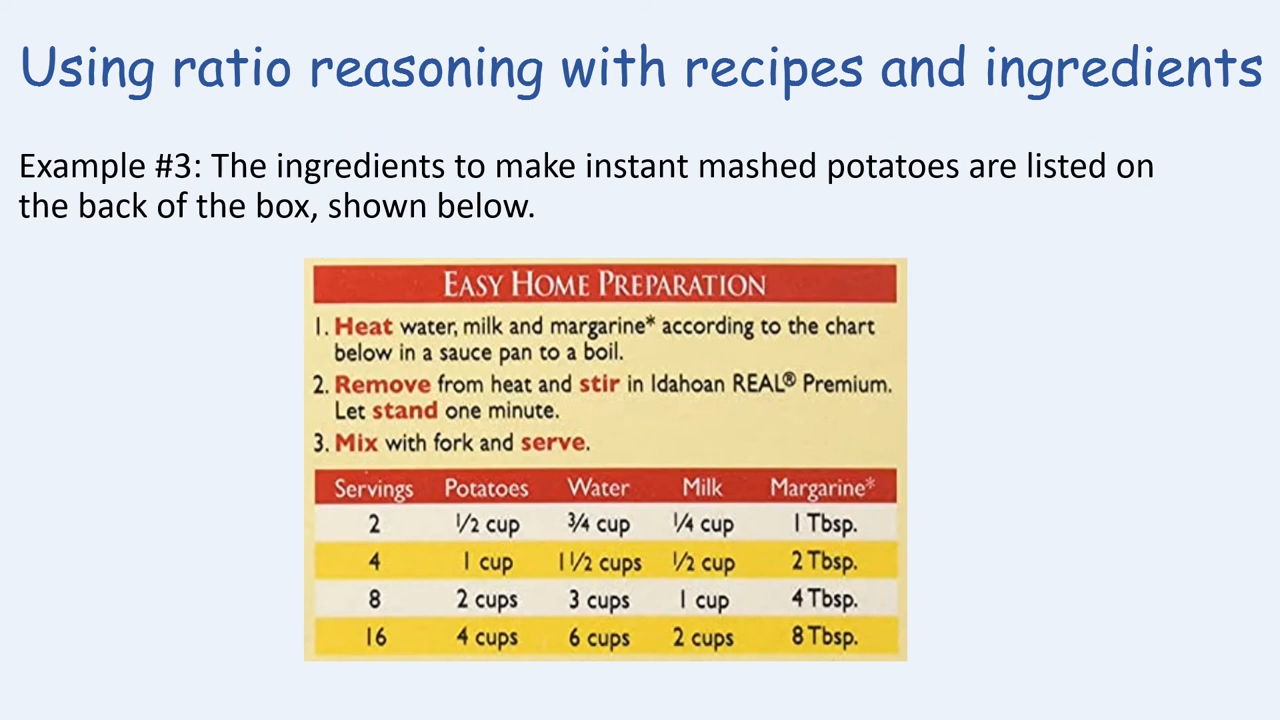 Using ratio reasoning with recipes and ingredients
Example #3: The ingredients to make instant mashed potatoes are listed on
the back of the box, shown below.
EASY HOME PREPARATION
1. Heat water, milk and margarine* according to the chart
below in a sauce pan to a boil.
2. Remove from heat and stir in Idahoan REAL® Premium.
Let stand one minute.
3. Mix with fork and serve.
Servings Potatoes Water Milk Margarine*
2 1/2 cup 3/4 cup 1/4 cup 1 Tbsp.
4 1 cup 1 1/2 cups 1/2 cup 2 Tbsp.
8 2 cups 3 cups 1 cup 4 Tbsp.
16 4 cups 6 cups 2 cups 8 Tbsp.